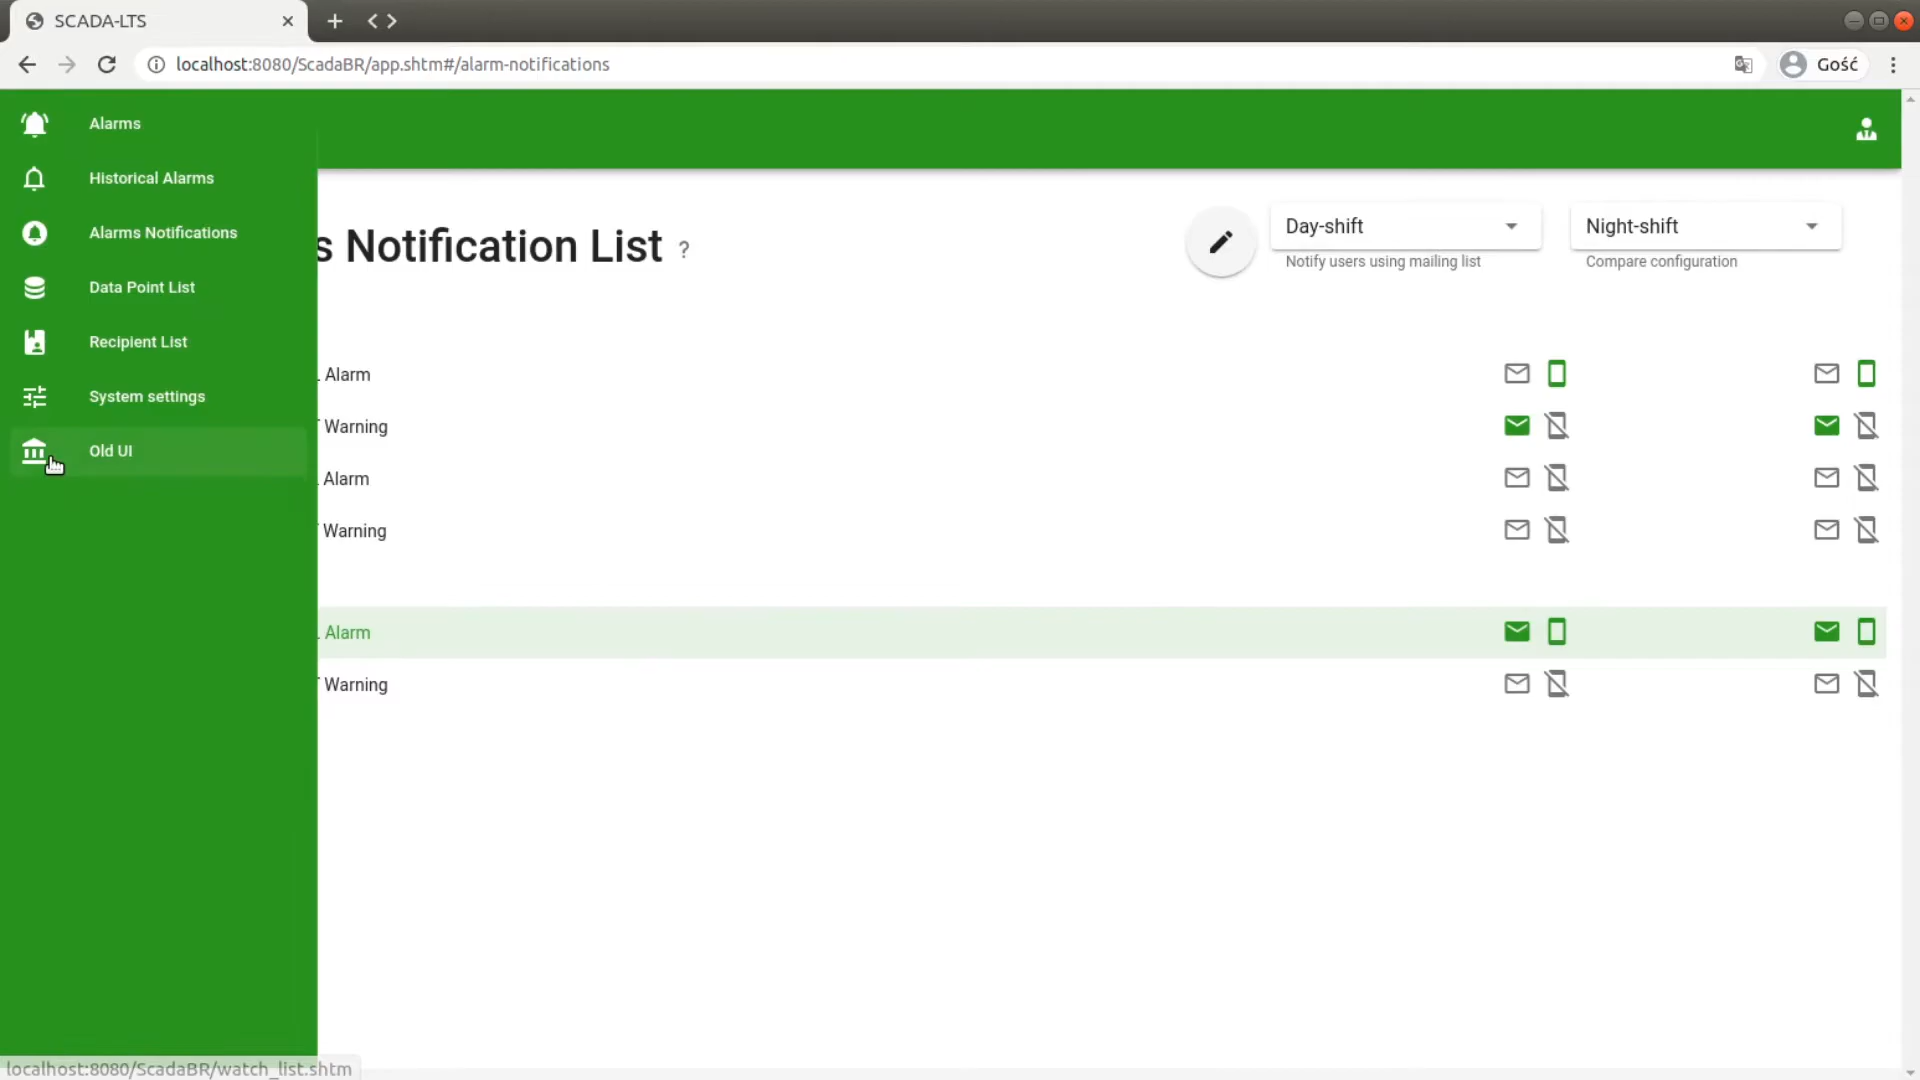 SCADA-LTS
localhost:8080/ScadaBR/app.shtm#/alarm-notifications
Gość
Alarms
Historical Alarms
Alarms Notifications
Data Point List
Recipient List
System settings
Old UI
s Notification List ?
Day-shift
Notify users using mailing list
Night-shift
Compare configuration
Alarm
Warning
Alarm
Warning
Alarm
Warning
localhost:8080/ScadaBR/watch_list.shtm